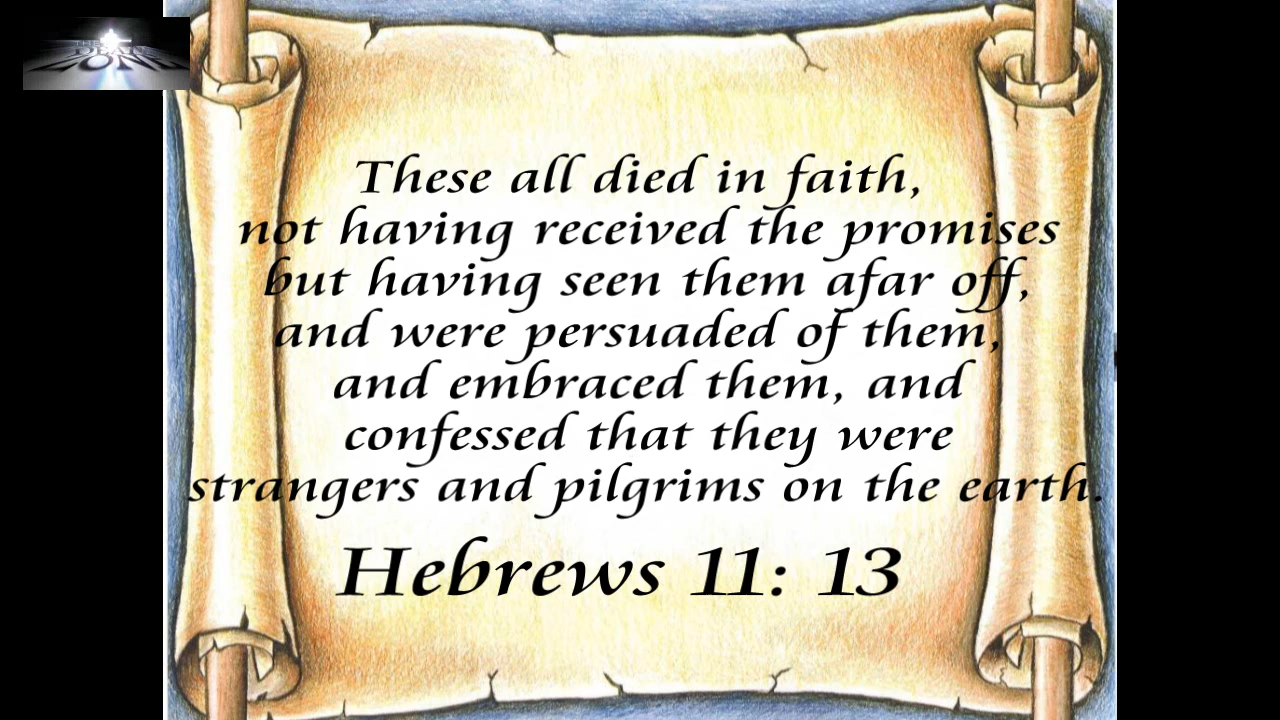 THE
ZONE
These all died in faith,
not having received the promises
but having seen them afar off,
and were persuaded of them,
and embraced them, and
confessed that they were
strangers and pilgrims on the earth.
Hebrews 11: 13